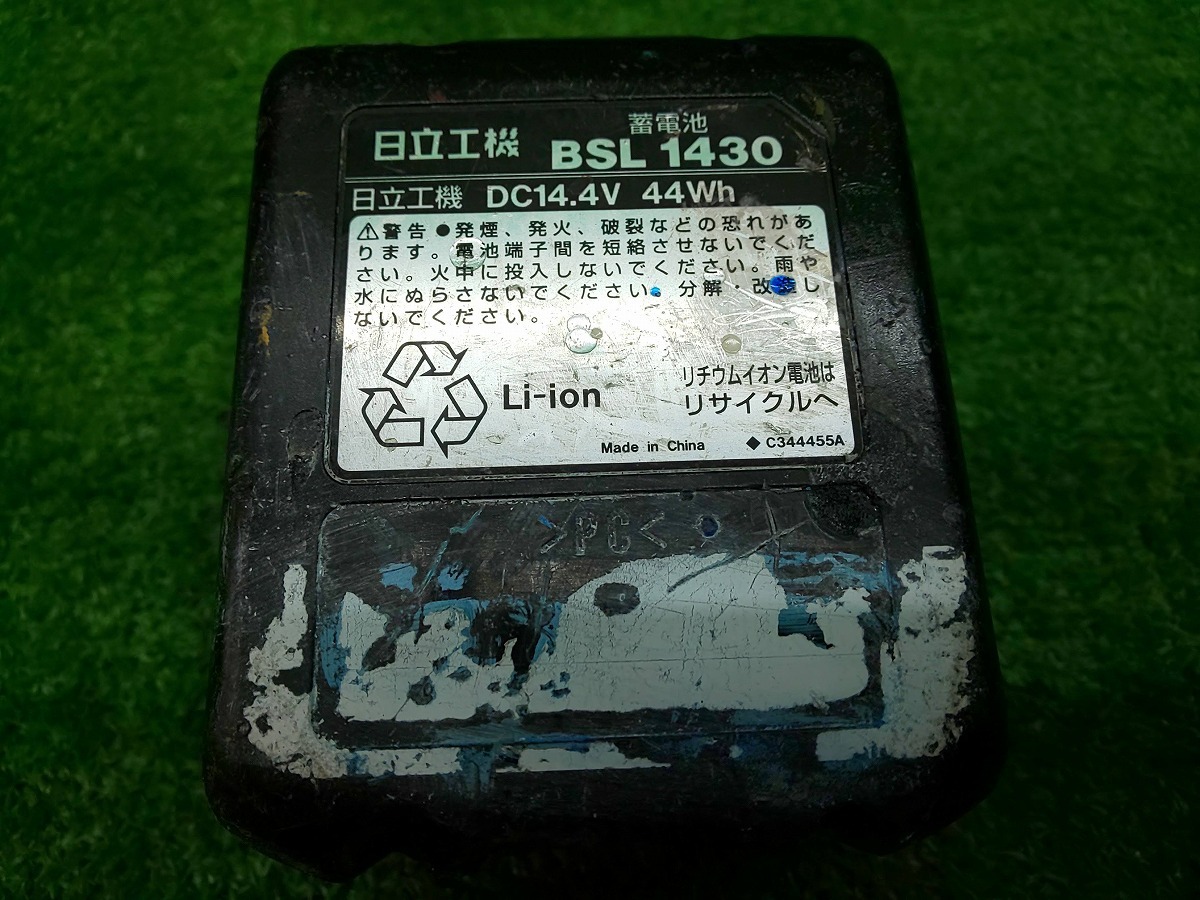 蓄電池
日立工機 BSL 1430
日立工機 DC14.4V 44Wh
⚠警告 ●発煙、発火、破裂などの恐れがあ
ります。電池端子間を短絡させないでくだ
さい。火中に投入しないでください。雨や
水にぬらさないでください。分解・改造し
ないでください。
Li-ion
リチウムイオン電池は
リサイクルへ
Made in China ◆C344455A
>PC<